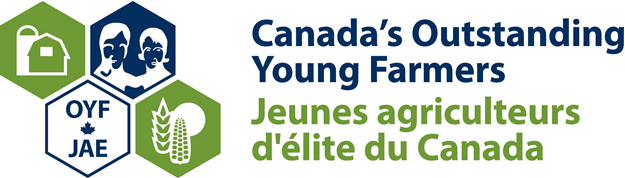 OYF
JAE
Canada's Outstanding
Young Farmers
Jeunes agriculteurs
d'élite du Canada